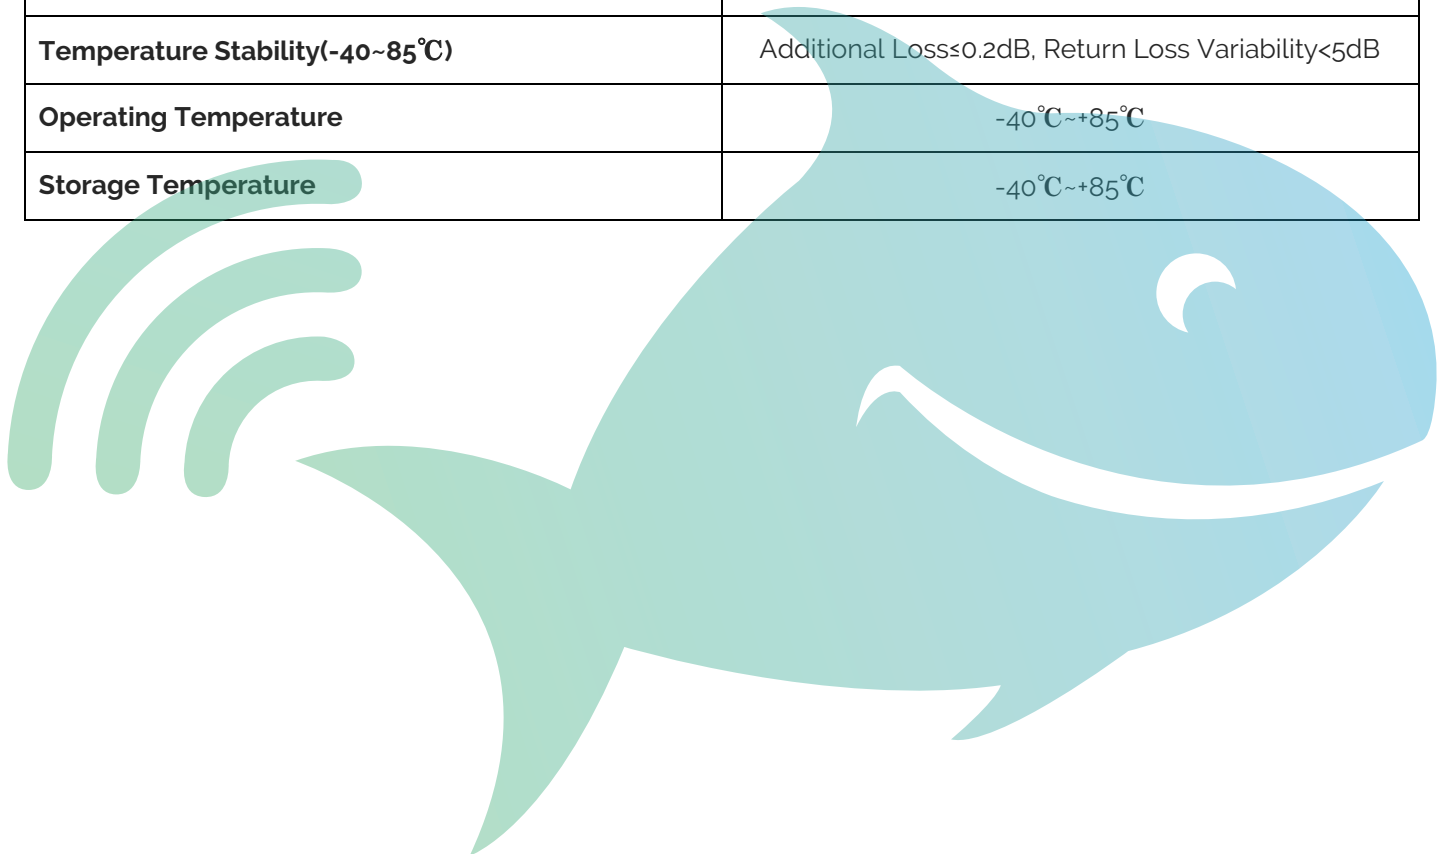 Temperature Stability(-40~85℃)
Additional Loss≤0.2dB, Return Loss Variability<5dB
Operating Temperature
-40℃~+85℃
Storage Temperature
-40℃~+85℃